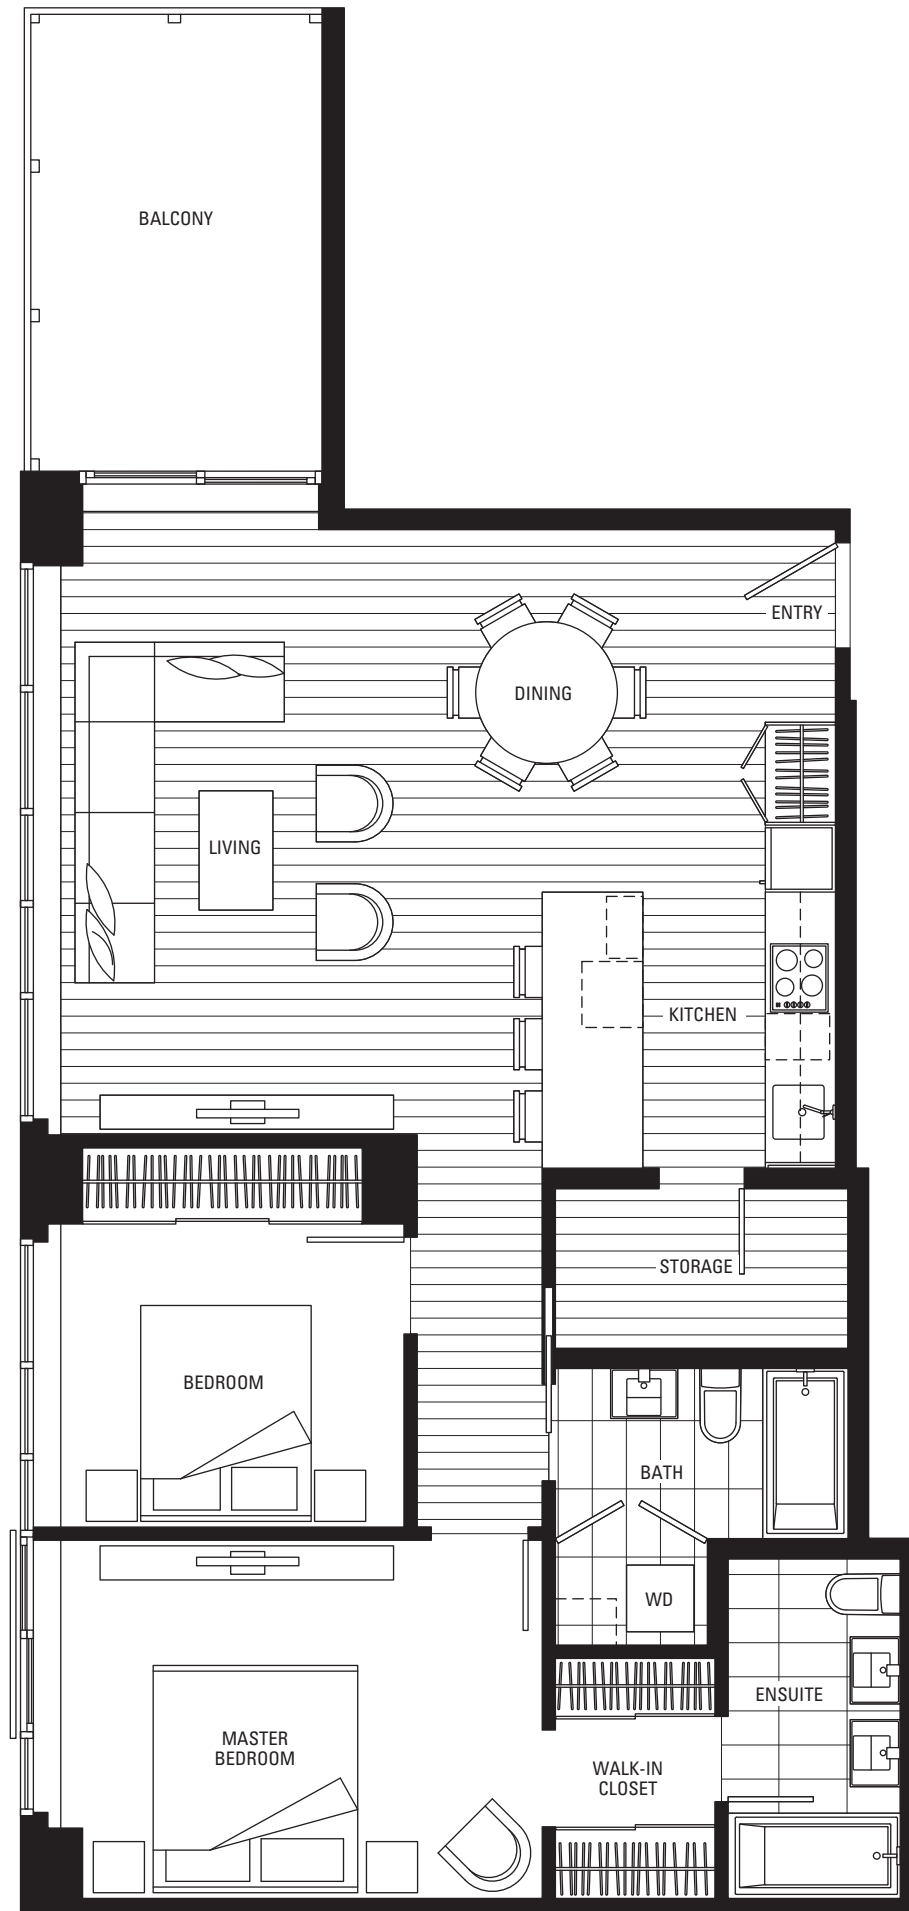 BALCONY
ENTRY
DINING
LIVING
KITCHEN
STORAGE
BEDROOM
BATH
WD
ENSUITE
MASTER
BEDROOM
WALK-IN
CLOSET